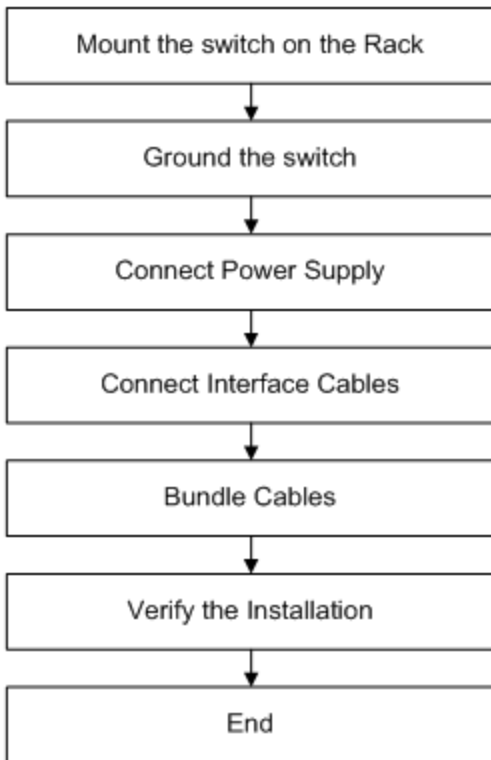 Mount the switch on the Rack
Ground the switch
Connect Power Supply
Connect Interface Cables
Bundle Cables
Verify the Installation
End